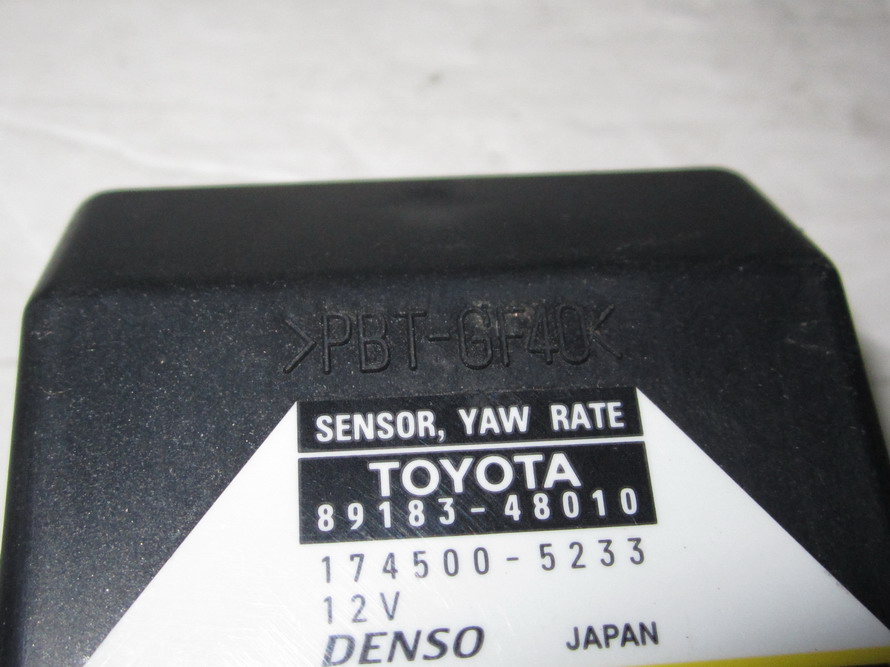 >PBT-GF40<
SENSOR, YAW RATE
TOYOTA
89183-48010
174500-5233
12V
DENSO JAPAN